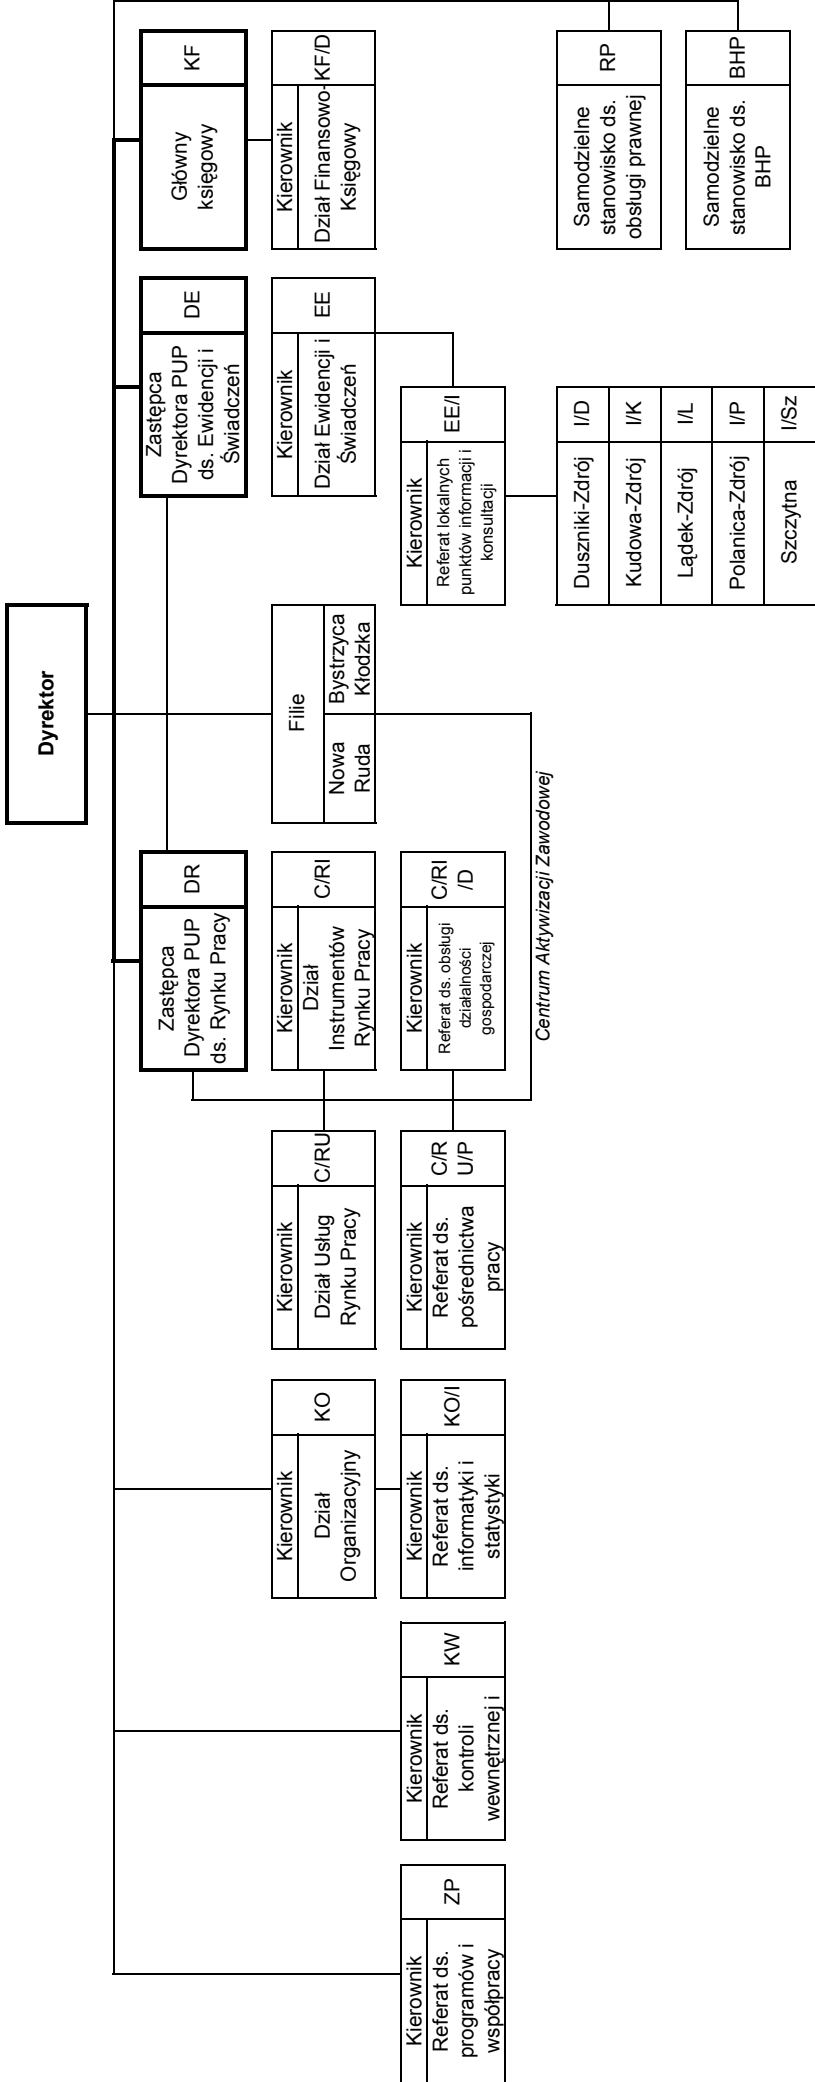 Dyrektor
Zastępca
Dyrektora PUP
ds. Rynku Pracy
DR
Zastępca
Dyrektora PUP
ds. Ewidencji i
Świadczeń
DE
Główny
księgowy
KF
Kierownik
Dział
Organizacyjny
KO
Kierownik
Dział Usług
Rynku Pracy
C/RU
Kierownik
Dział
Instrumentów
Rynku Pracy
C/RI
Filie
Nowa
Ruda
Bystrzyca
Kłodzka
Kierownik
Dział Ewidencji i
Świadczeń
EE
Kierownik
Dział Finansowo-
Księgowy
KF/D
Kierownik
Referat ds.
programów i
współpracy
ZP
Kierownik
Referat ds.
kontroli
wewnętrznej i
KW
Kierownik
Referat ds.
informatyki i
statystyki
KO/I
Kierownik
Referat ds.
pośrednictwa
pracy
C/R
U/P
Kierownik
Referat ds. obsługi
działalności
gospodarczej
C/RI
/D
Kierownik
Referat lokalnych
punktów informacji i
konsultacji
EE/I
Centrum Aktywizacji Zawodowej
Duszniki-Zdrój I/D
Kudowa-Zdrój I/K
Lądek-Zdrój I/L
Polanica-Zdrój I/P
Szczytna I/Sz
Samodzielne
stanowisko ds.
obsługi prawnej
RP
Samodzielne
stanowisko ds.
BHP
BHP